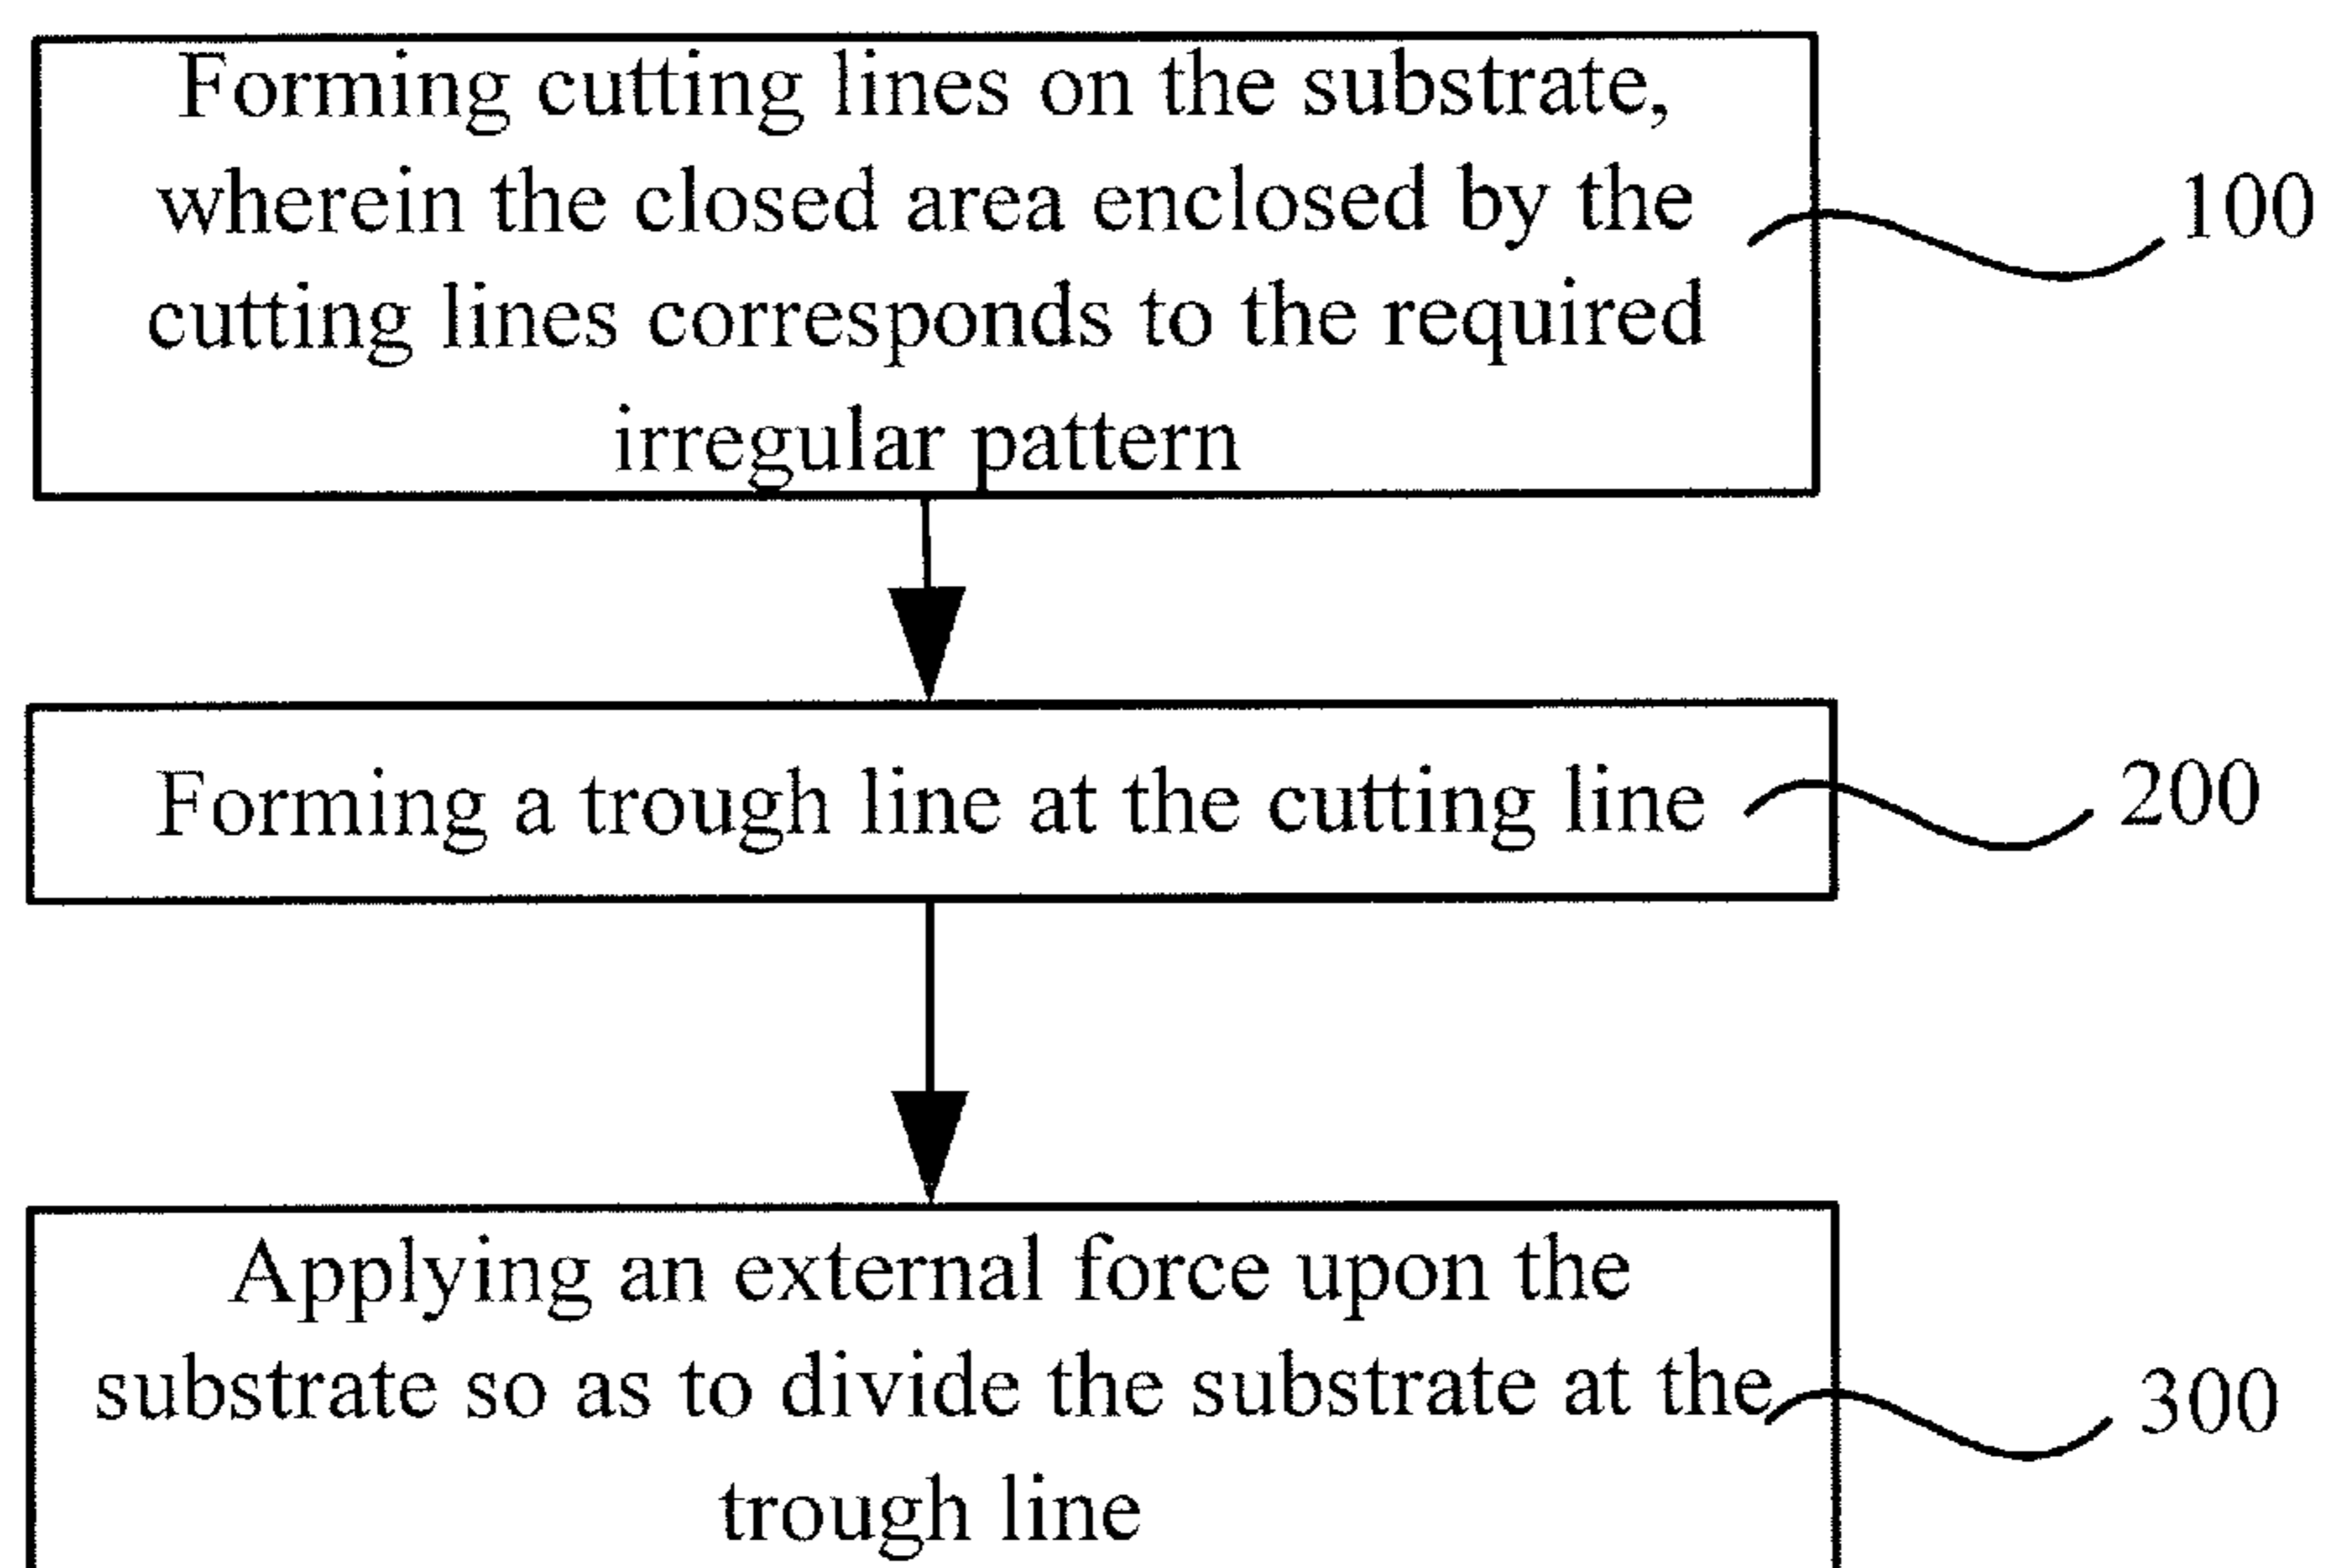 Forming cutting lines on the substrate,
wherein the closed area enclosed by the
cutting lines corresponds to the required
irregular pattern
100
Forming a trough line at the cutting line
200
Applying an external force upon the
substrate so as to divide the substrate at the
trough line
300